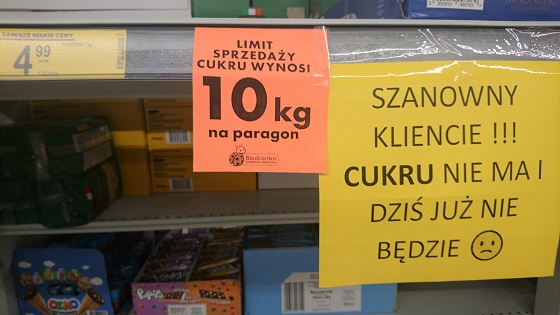 ZAWSZE NISKIE CENY
4 99
LIMIT
SPRZEDAŻY
CUKRU WYNOSI
10 kg
na paragon
Biedronka
SZANOWNY
KLIENCIE !!!
CUKRU NIE MA I
DZIŚ JUŻ NIE
BĘDZIE